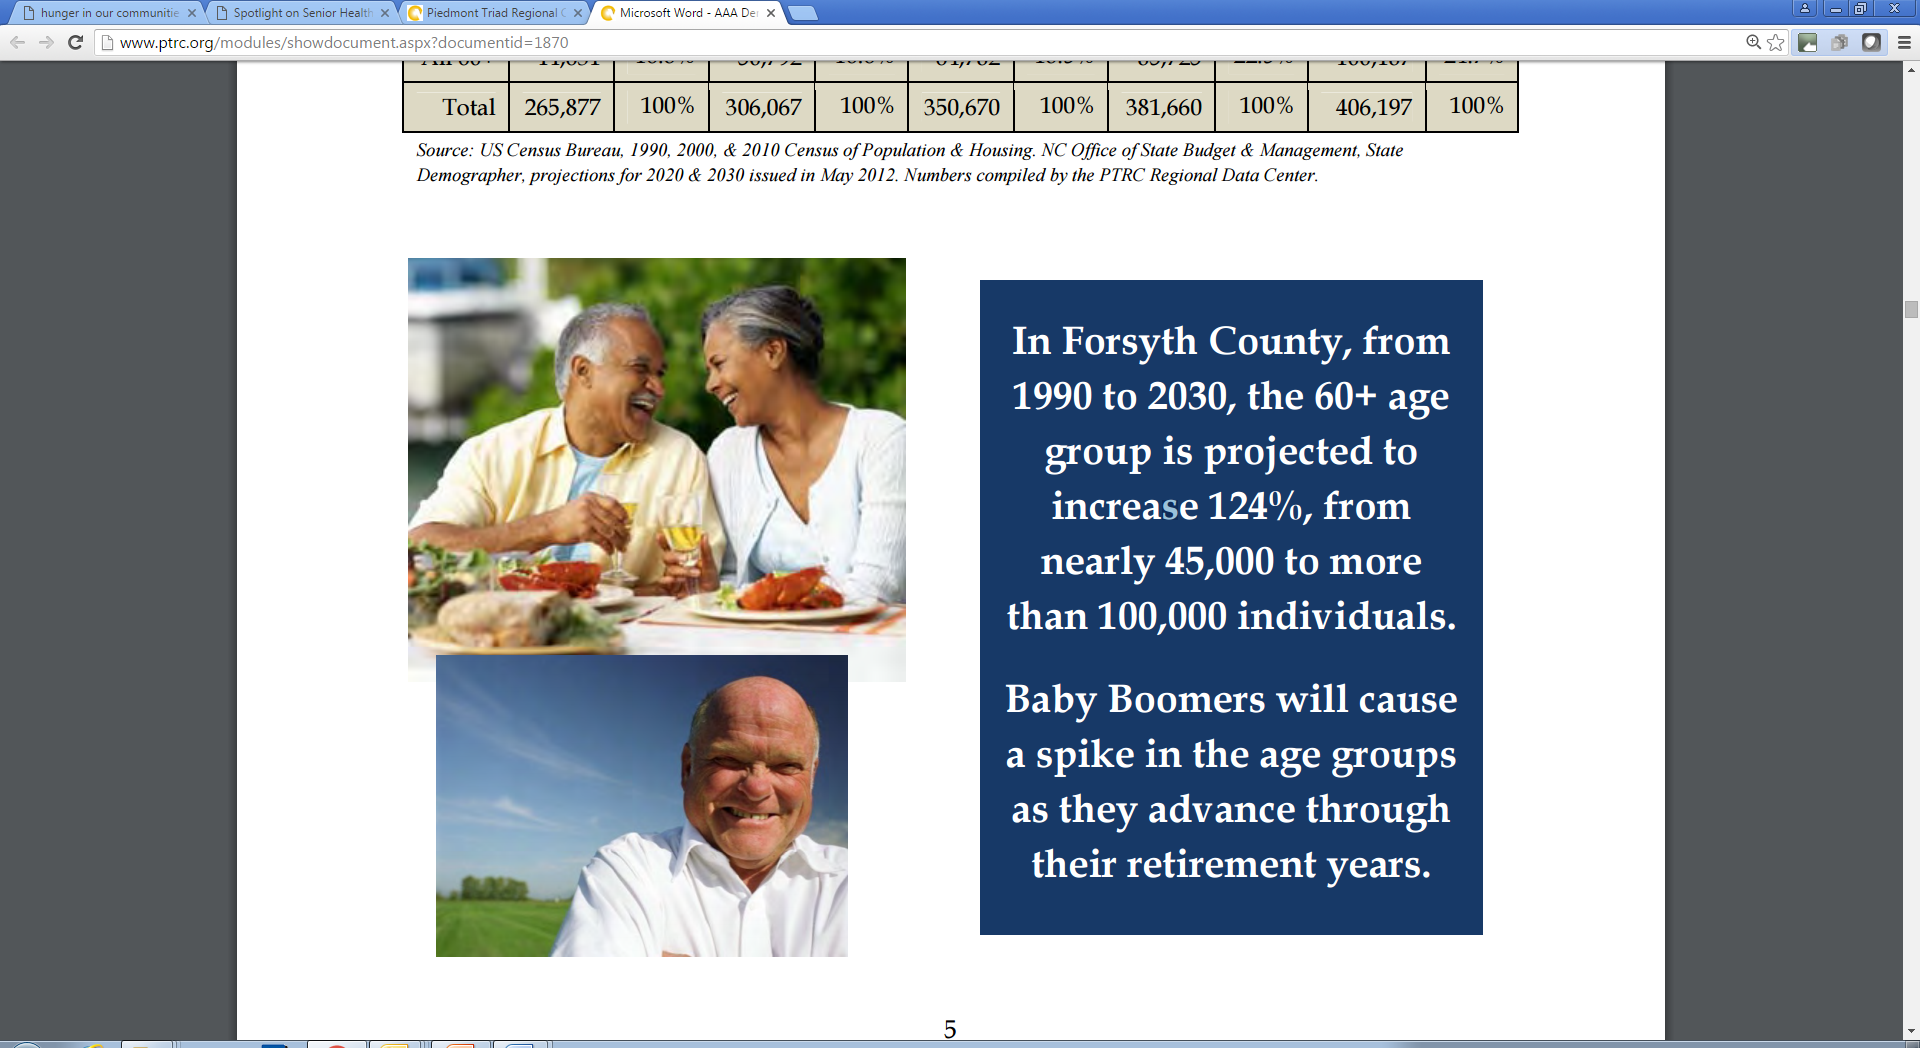 hunger in our communitie
Spotlight on Senior Health
Piedmont Triad Regional C
Microsoft Word - AAA De
www.ptrc.org/modules/showdocument.aspx?documentid=1870
Total 265,877 100% 306,067 100% 350,670 100% 381,660 100% 406,197 100%
Source: US Census Bureau, 1990, 2000, & 2010 Census of Population & Housing. NC Office of State Budget & Management, State
Demographer, projections for 2020 & 2030 issued in May 2012. Numbers compiled by the PTRC Regional Data Center.
In Forsyth County, from
1990 to 2030, the 60+ age
group is projected to
increase 124%, from
nearly 45,000 to more
than 100,000 individuals.
Baby Boomers will cause
a spike in the age groups
as they advance through
their retirement years.
5